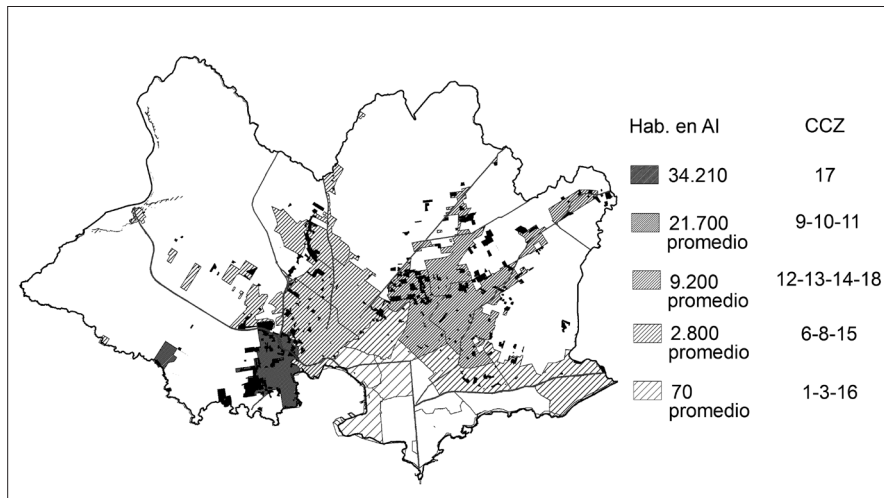 Hab. en AI CCZ
34.210 17
21.700 9-10-11
promedio
9.200 12-13-14-18
promedio
2.800 6-8-15
promedio
70 1-3-16
promedio